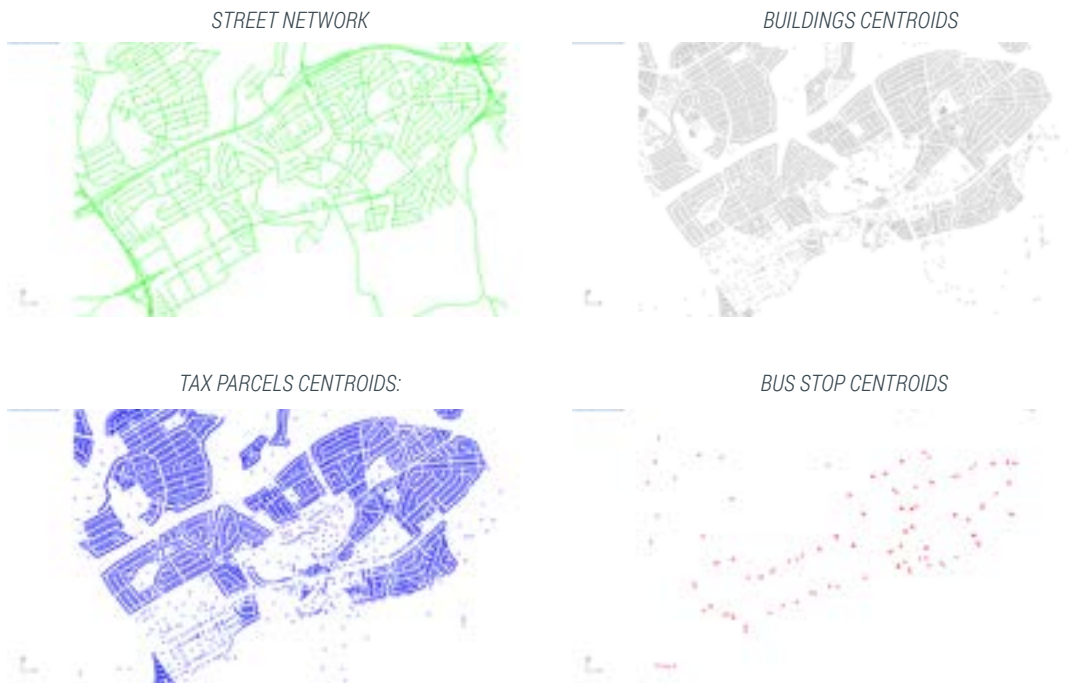 STREET NETWORK
BUILDINGS CENTROIDS
TAX PARCELS CENTROIDS:
BUS STOP CENTROIDS